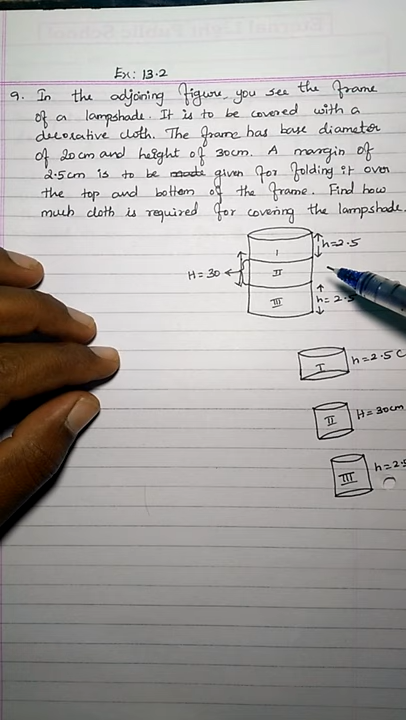 Ex: 13.2
9. In the adjoining figure, you see the frame
of a lampshade. It is to be covered with a
decorative cloth. The frame has base diameter
of 20cm and height of 30cm. A margin of
2.5cm is to be made given for folding it over
the top and bottom of the frame. Find how
much cloth is required for covering the lampshade.
I
h=2.5
H=30
II
III
h=2.5
I
h=2.5 C
II
H=30cm
III
h=2.5